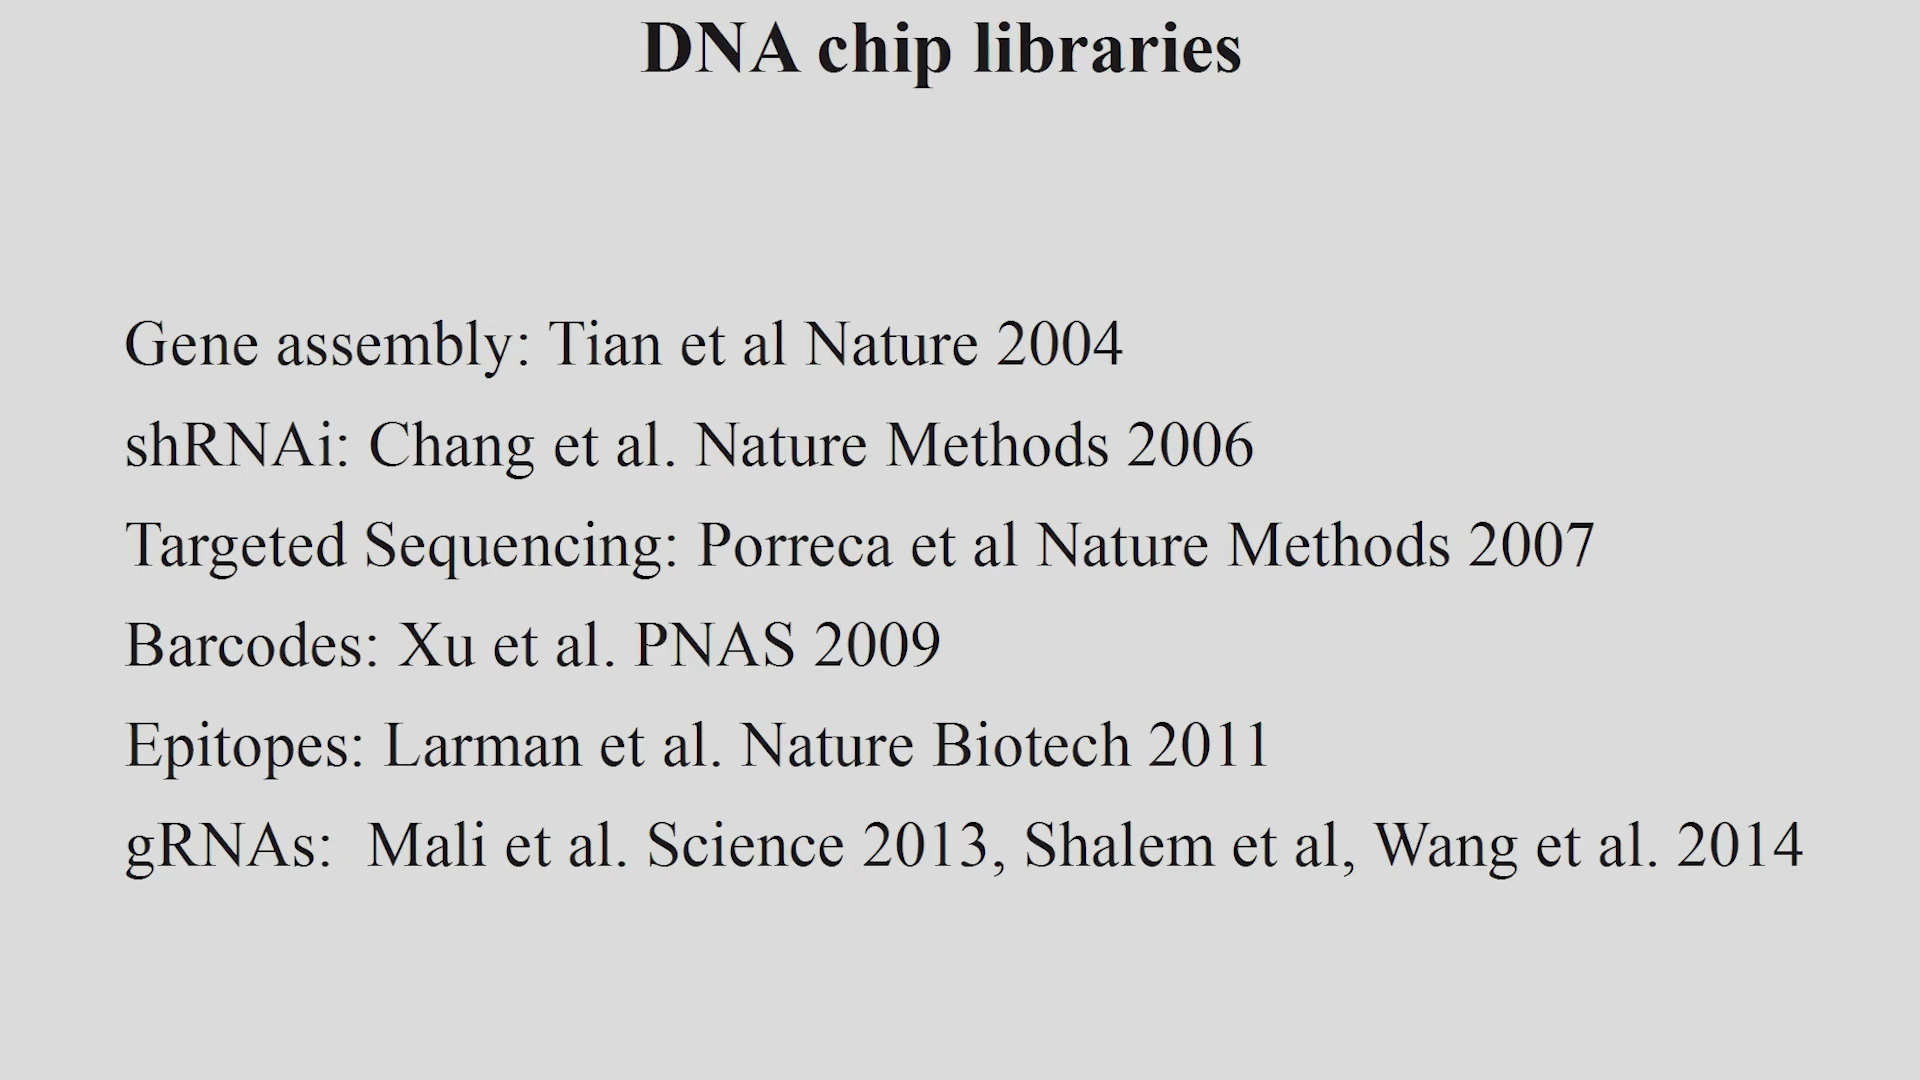 DNA chip libraries
Gene assembly: Tian et al Nature 2004
shRNAi: Chang et al. Nature Methods 2006
Targeted Sequencing: Porreca et al Nature Methods 2007
Barcodes: Xu et al. PNAS 2009
Epitopes: Larman et al. Nature Biotech 2011
gRNAs:  Mali et al. Science 2013, Shalem et al, Wang et al. 2014